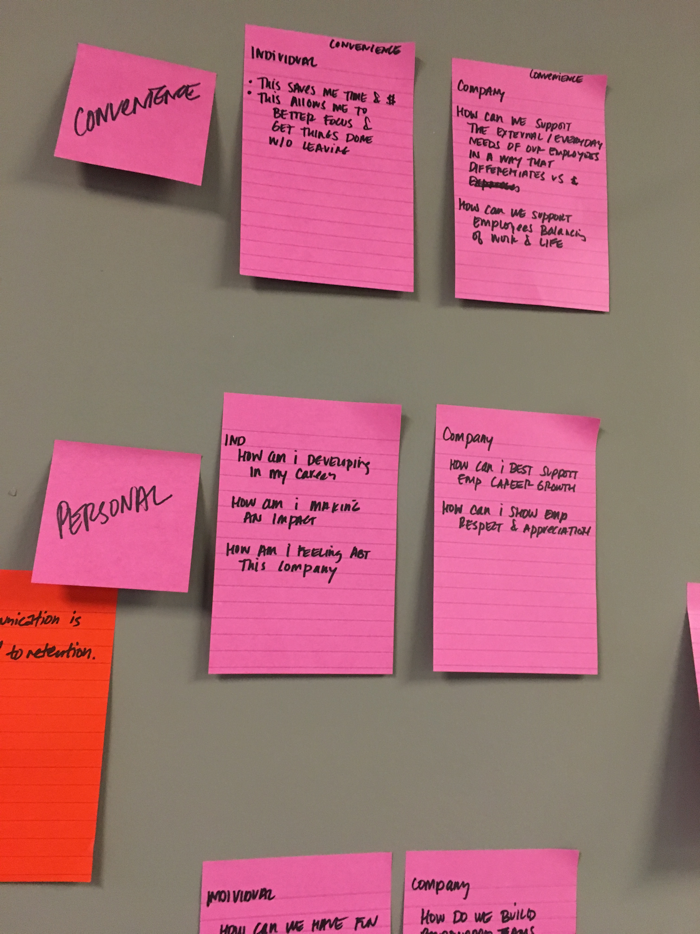 CONVENIENCE
CONVENIENCE
INDIVIDUAL
• THIS SAVES ME TIME & $
• THIS ALLOWS ME TO
BETTER FOCUS &
GET THINGS DONE
W/O LEAVING
CONVENIENCE
Company
HOW CAN WE SUPPORT
THE EXTERNAL / EVERYDAY
NEEDS OF OUR EMPLOYEES
IN A WAY THAT
DIFFERENTIATES US &
HOW CAN WE SUPPORT
EMPLOYEES BALANCING
OF WORK & LIFE
PERSONAL
IND
HOW AM I DEVELOPING
IN MY CAREER
HOW AM I MAKING
AN IMPACT
HOW AM I FEELING ABT
THIS COMPANY
Company
HOW CAN I BEST SUPPORT
EMP CAREER GROWTH
HOW CAN I SHOW EMP
RESPECT & APPRECIATION
unication is
to retention.
INDIVIDUAL
HOW CAN WE HAVE FUN
Company
HOW DO WE BUILD